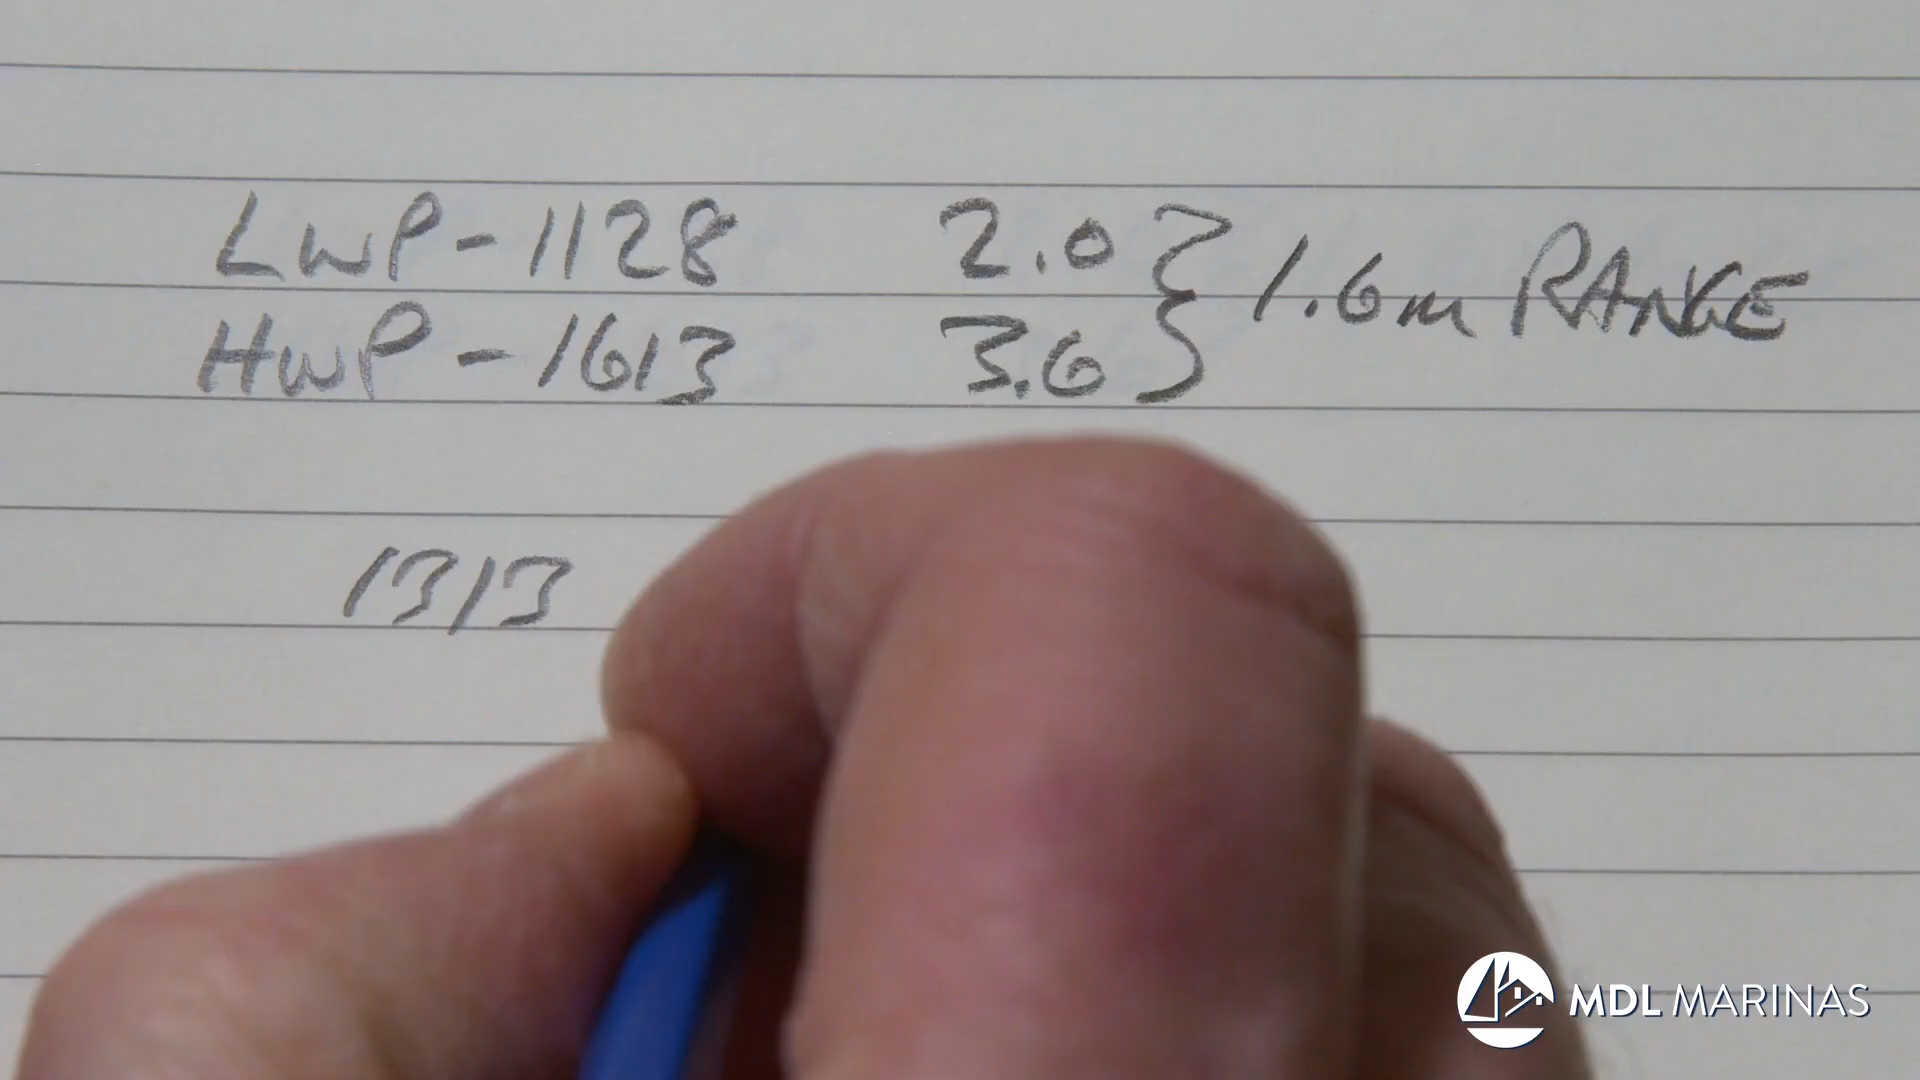 LWP - 1128 2.0 } 1.6m RANGE
HWP - 1613 3.6
1313
MDL MARINAS